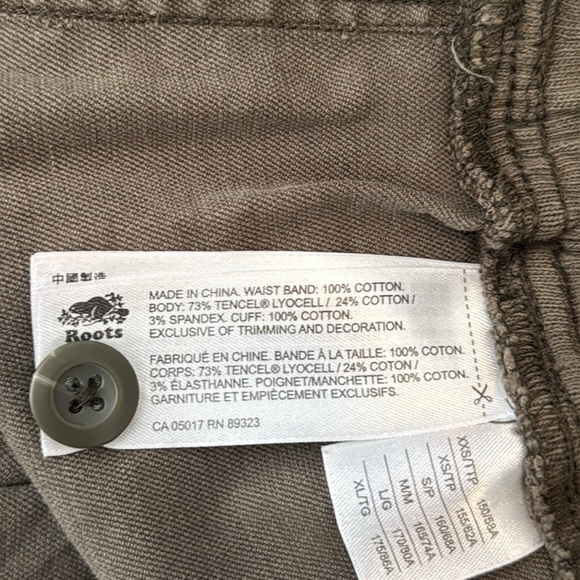 中國製造
Roots
MADE IN CHINA. WAIST BAND: 100% COTTON.
BODY: 73% TENCEL® LYOCELL / 24% COTTON /
3% SPANDEX. CUFF: 100% COTTON.
EXCLUSIVE OF TRIMMING AND DECORATION.
FABRIQUÉ EN CHINE. BANDE À LA TAILLE: 100% COTON.
CORPS: 73% TENCEL® LYOCELL / 24% COTON /
3% ÉLASTHANNE. POIGNET/MANCHETTE: 100% COTON.
GARNITURE ET EMPIÈCEMENT EXCLUSIFS.
CA 05017 RN 89323
XXS/TTP 150/58A
XS/TP 155/62A
S/P 160/68A
M/M 165/74A
L/G 170/80A
XL/TG 175/86A